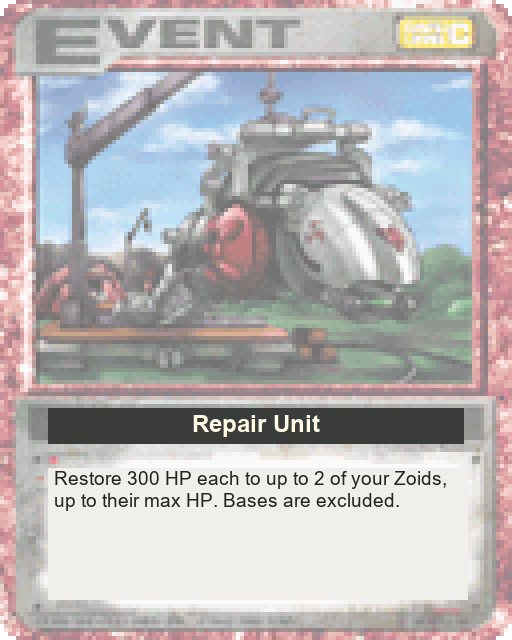 EVENT
C
Repair Unit
Restore 300 HP each to up to 2 of your Zoids,
up to their max HP. Bases are excluded.